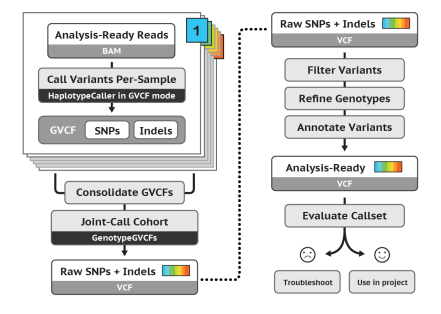 1
Analysis-Ready Reads
BAM
Call Variants Per-Sample
HaplotypeCaller in GVCF mode
GVCF SNPs Indels
Consolidate GVCFs
Joint-Call Cohort
GenotypeGVCFs
Raw SNPs + Indels
VCF
Raw SNPs + Indels
VCF
Filter Variants
Refine Genotypes
Annotate Variants
Analysis-Ready
VCF
Evaluate Callset
Troubleshoot
Use in project